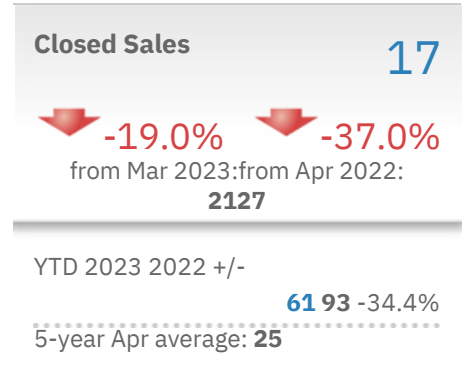 Closed Sales 17
-19.0% -37.0%
from Mar 2023:from Apr 2022:
2127
YTD 2023 2022 +/-
61 93 -34.4%
5-year Apr average: 25